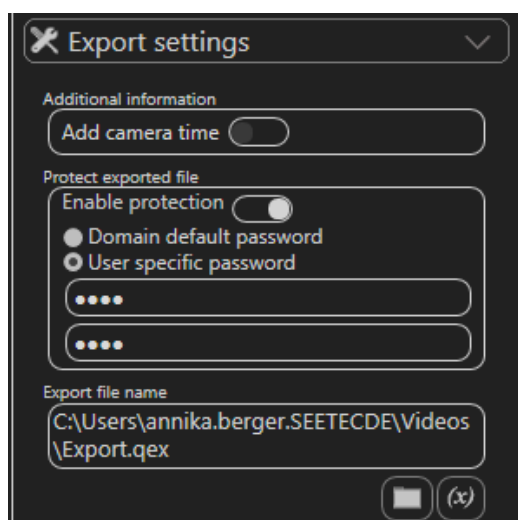 Export settings
Additional information
Add camera time
Protect exported file
Enable protection
Domain default password
User specific password
••••
••••
Export file name
C:\Users\annika.berger.SEETECDE\Videos
\Export.qex
(x)